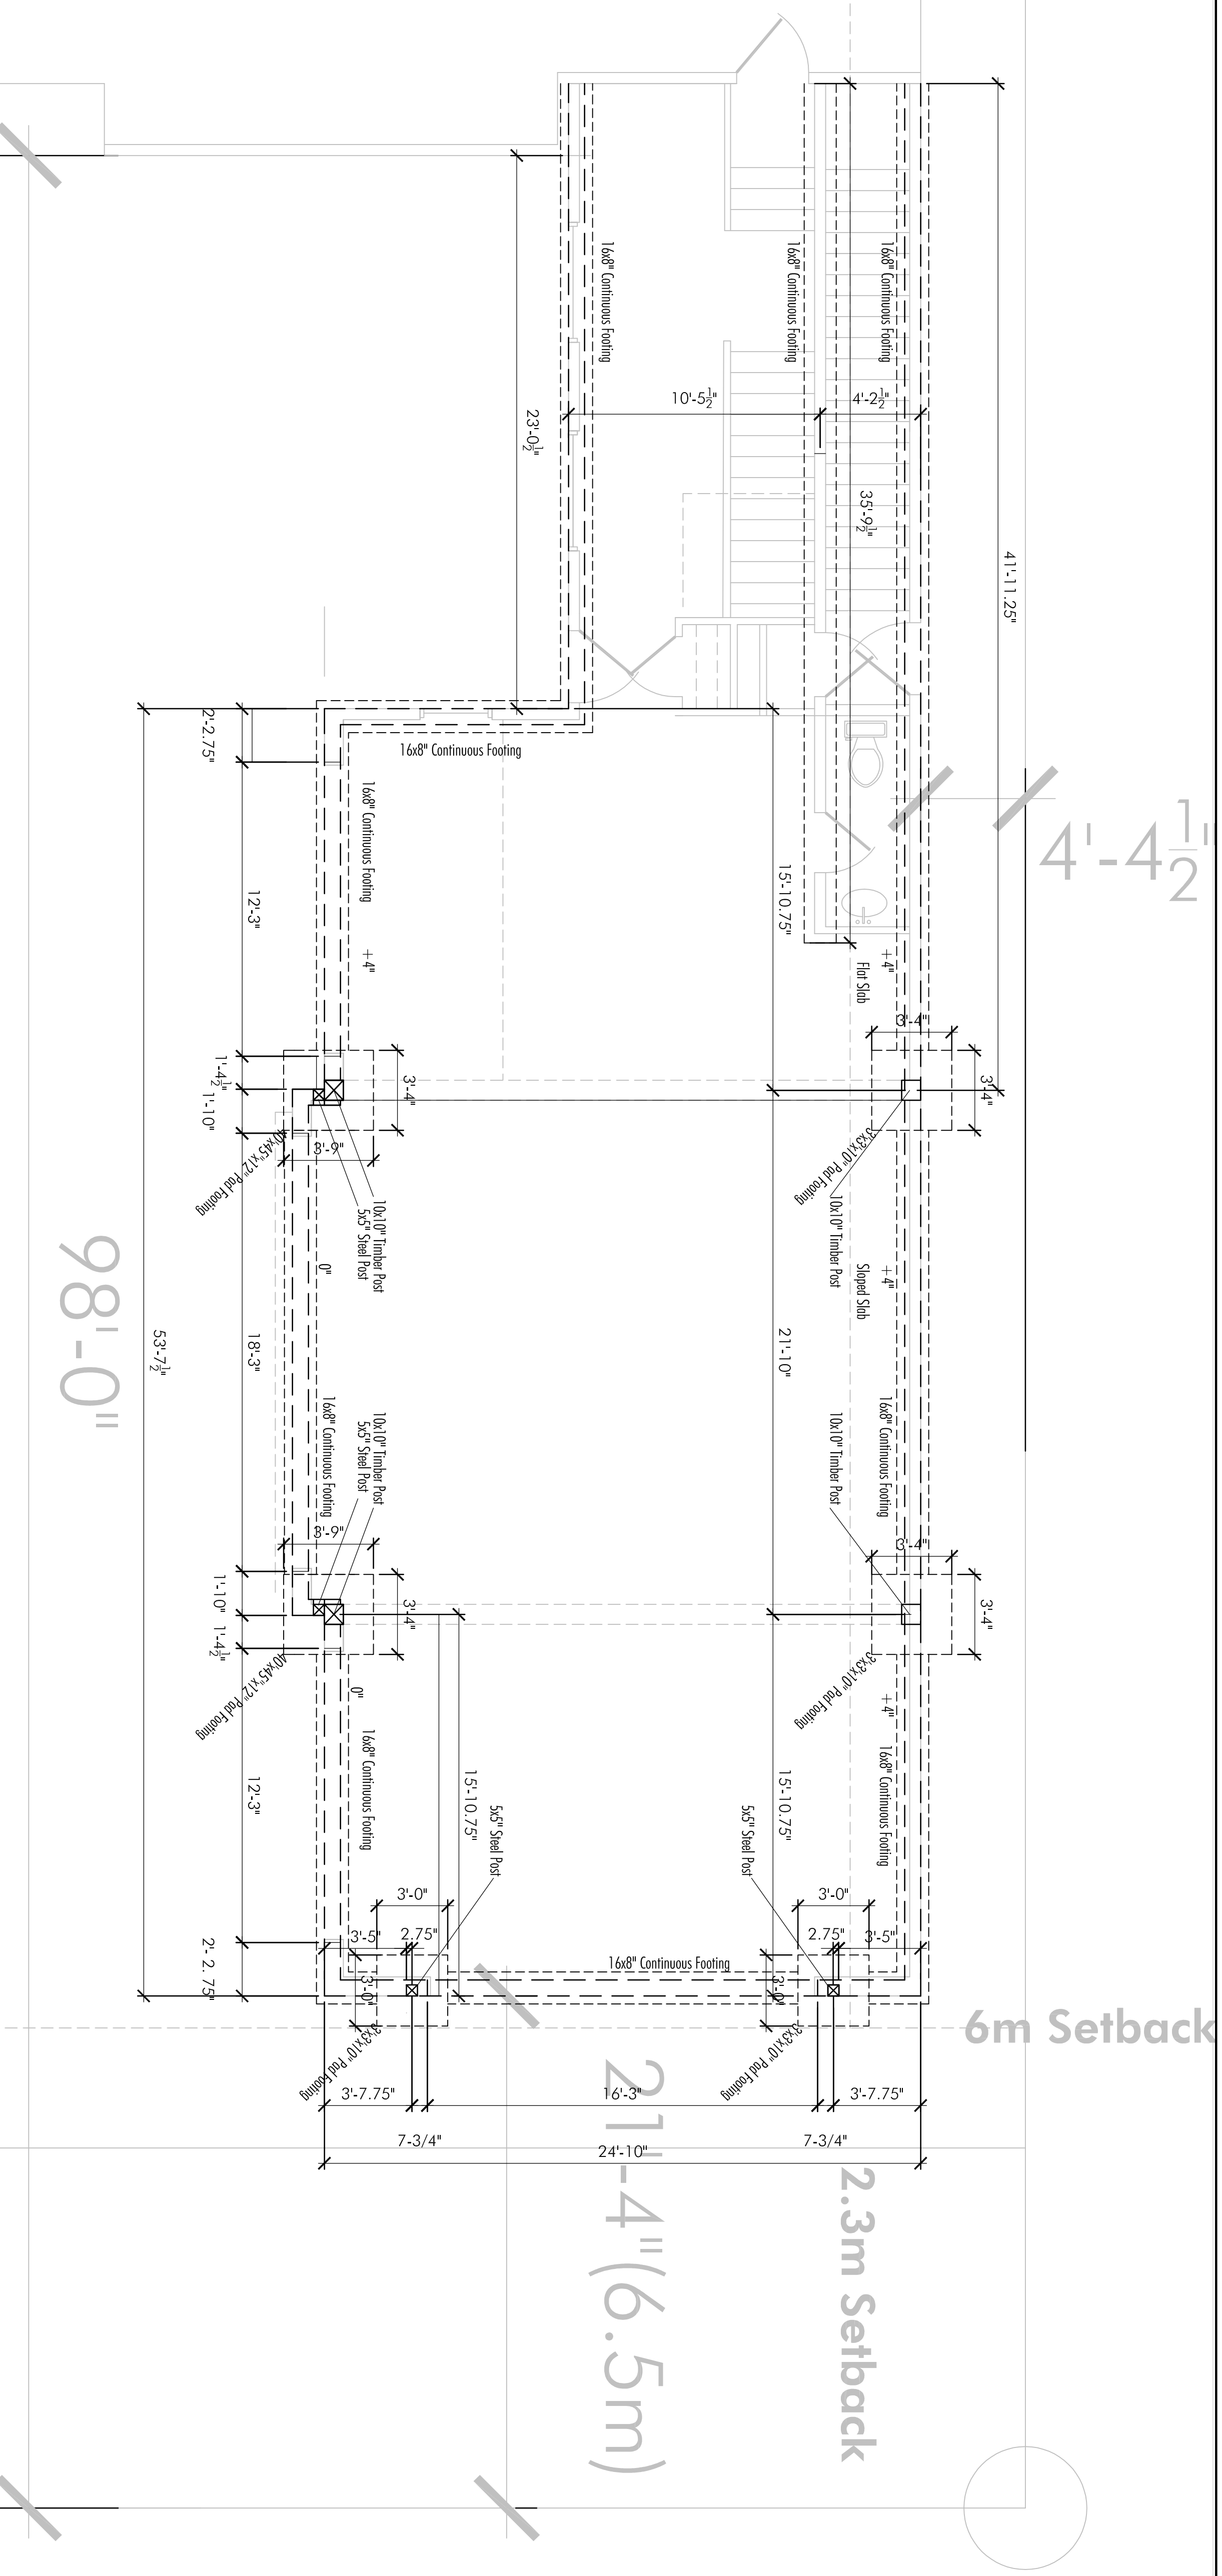 16x8" Continuous Footing
16x8" Continuous Footing
16x8" Continuous Footing
10'-5 1/2"
4'-2 1/2"
23'-0 1/2"
35'-9 1/2"
41'-11.25"
2'-2.75"
16x8" Continuous Footing
16x8" Continuous Footing
4'-4 1/2"
12'-3"
15'-10.75"
+4"
+4"
Flat Slab
3'-4"
1'-4 1/2"
3'-4"
3'-4"
1'-10"
3'-9"
40x45"x12" Pad Footing
3'x3'x10" Pad Footing
10x10" Timber Post
5x5" Steel Post
10x10" Timber Post
0"
Sloped Slab
+4"
98'-0"
53'-7 1/2"
18'-3"
21'-10"
16x8" Continuous Footing
10x10" Timber Post
5x5" Steel Post
10x10" Timber Post
16x8" Continuous Footing
3'-9"
3'-4"
1'-10"
3'-4"
3'-4"
1'-4 1/2"
40x45"x12" Pad Footing
3'x3'x10" Pad Footing
0"
+4"
16x8" Continuous Footing
16x8" Continuous Footing
12'-3"
15'-10.75"
15'-10.75"
5x5" Steel Post
5x5" Steel Post
3'-0"
3'-0"
3'-5"
2.75"
2.75"
3'-5"
2'- 2.75"
16x8" Continuous Footing
3'-0"
3'-0"
3'x3'x10" Pad Footing
3'x3'x10" Pad Footing
6m Setback
3'-7.75"
16'-3"
3'-7.75"
7-3/4"
7-3/4"
24'-10"
21'-4"(6.5m)
2.3m Setback